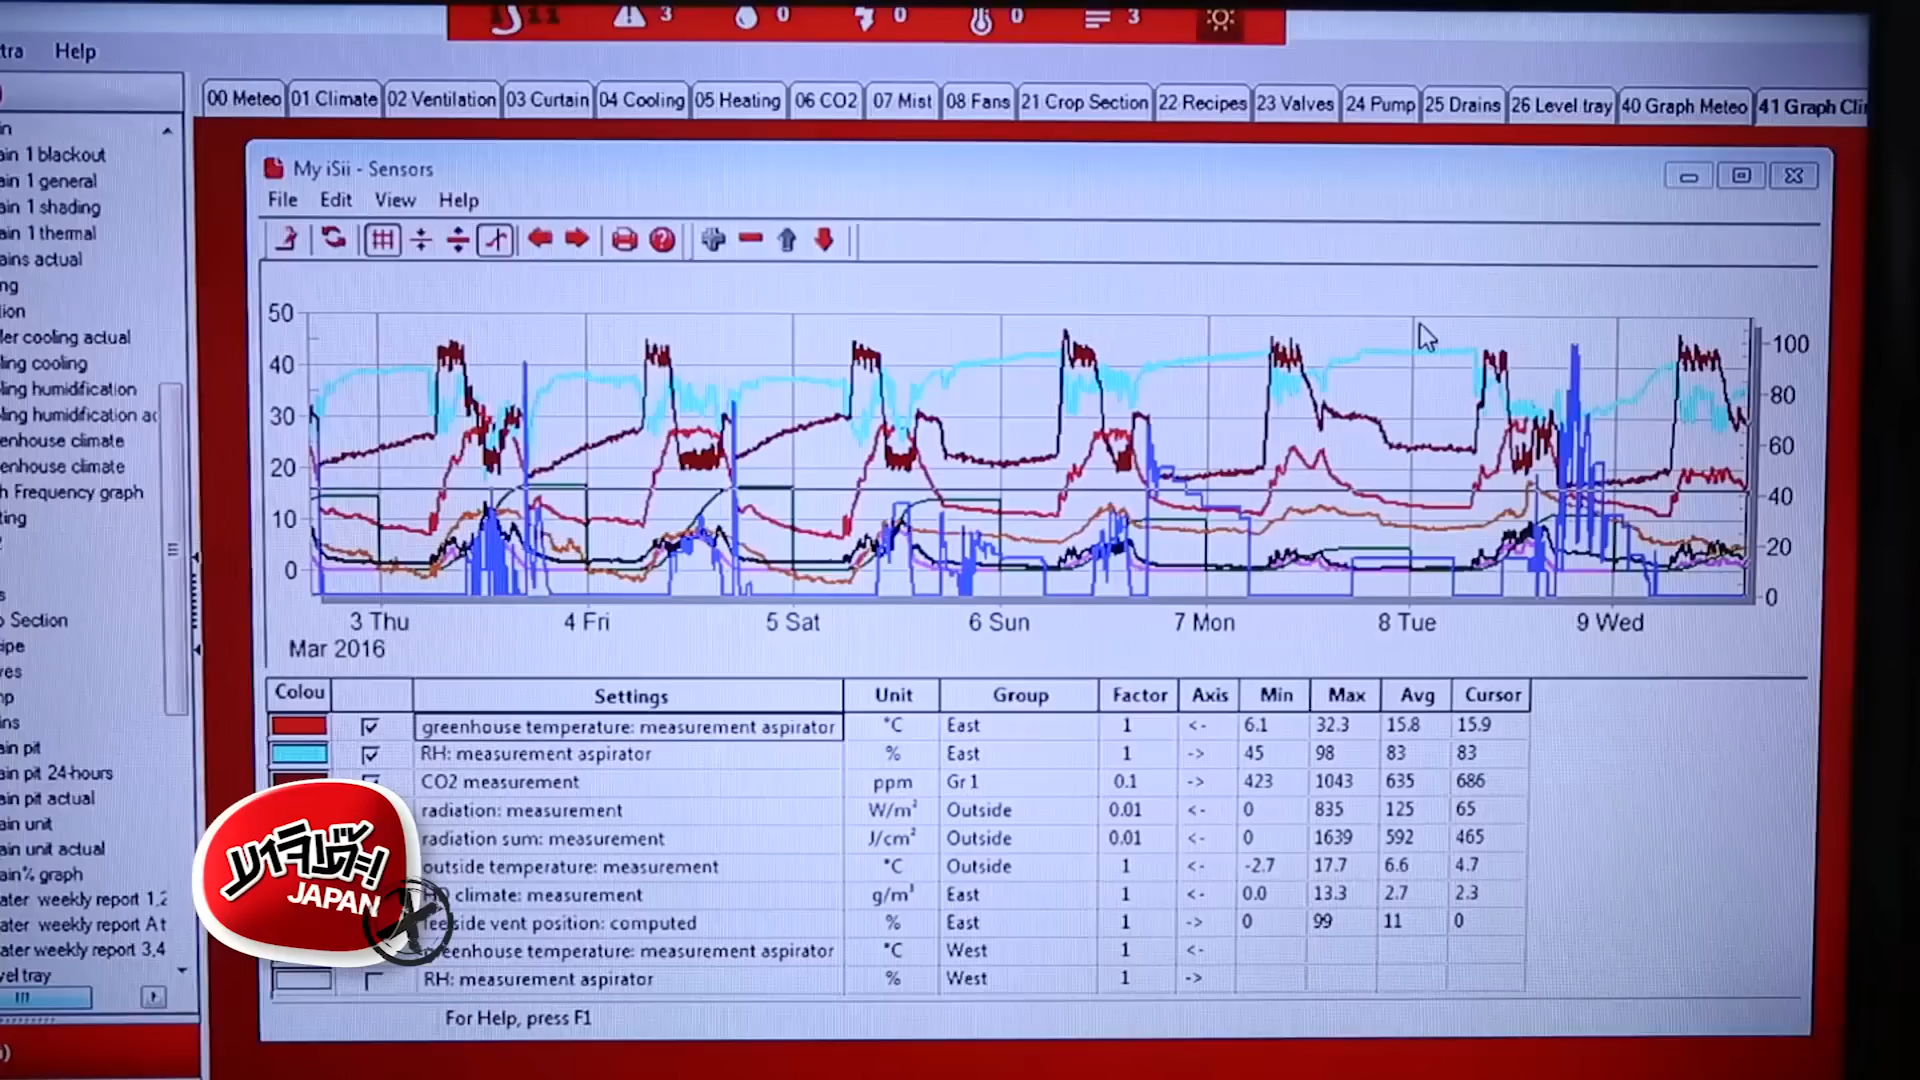 iSii 3 0 0 0 3
tra Help
00 Meteo 01 Climate 02 Ventilation 03 Curtain 04 Cooling 05 Heating 06 CO2 07 Mist 08 Fans 21 Crop Section 22 Recipes 23 Valves 24 Pump 25 Drains 26 Level tray 40 Graph Meteo 41 Graph Cli
in
ain 1 blackout
ain 1 general
ain 1 shading
ain 1 thermal
ains actual
ng
tion
ler cooling actual
ling cooling
ling humidification
ling humidification ac
enhouse climate
enhouse climate
h Frequency graph
ting
o Section
ipe
ves
np
ins
ain pit
ain pit 24-hours
ain pit actual
ain unit
ain unit actual
ain% graph
ater weekly report 1,2
ater weekly report A t
ater weekly report 3,4
vel tray
My iSii - Sensors
File Edit View Help
50
40
30
20
10
0
100
80
60
40
20
0
3 Thu 4 Fri 5 Sat 6 Sun 7 Mon 8 Tue 9 Wed
Mar 2016
Colou Settings Unit Group Factor Axis Min Max Avg Cursor
greenhouse temperature: measurement aspirator °C East 1 <- 6.1 32.3 15.8 15.9
RH: measurement aspirator % East 1 -> 45 98 83 83
CO2 measurement ppm Gr 1 0.1 -> 423 1043 635 686
radiation: measurement W/m² Outside 0.01 <- 0 835 125 65
radiation sum: measurement J/cm² Outside 0.01 <- 0 1639 592 465
outside temperature: measurement °C Outside 1 <- -2.7 17.7 6.6 4.7
HD climate: measurement g/m³ East 1 <- 0.0 13.3 2.7 2.3
leeside vent position: computed % East 1 -> 0 99 11 0
greenhouse temperature: measurement aspirator °C West 1 <-
RH: measurement aspirator % West 1 ->
For Help, press F1
JAPAN
X